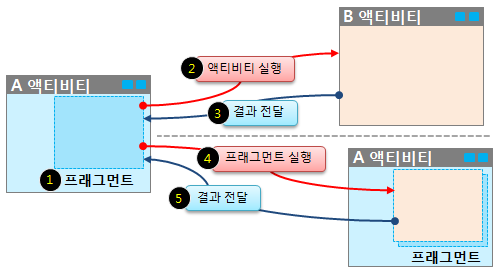 B 액티비티
2 액티비티 실행
A 액티비티
3 결과 전달
4 프래그먼트 실행
A 액티비티
1 프래그먼트
5 결과 전달
프래그먼트